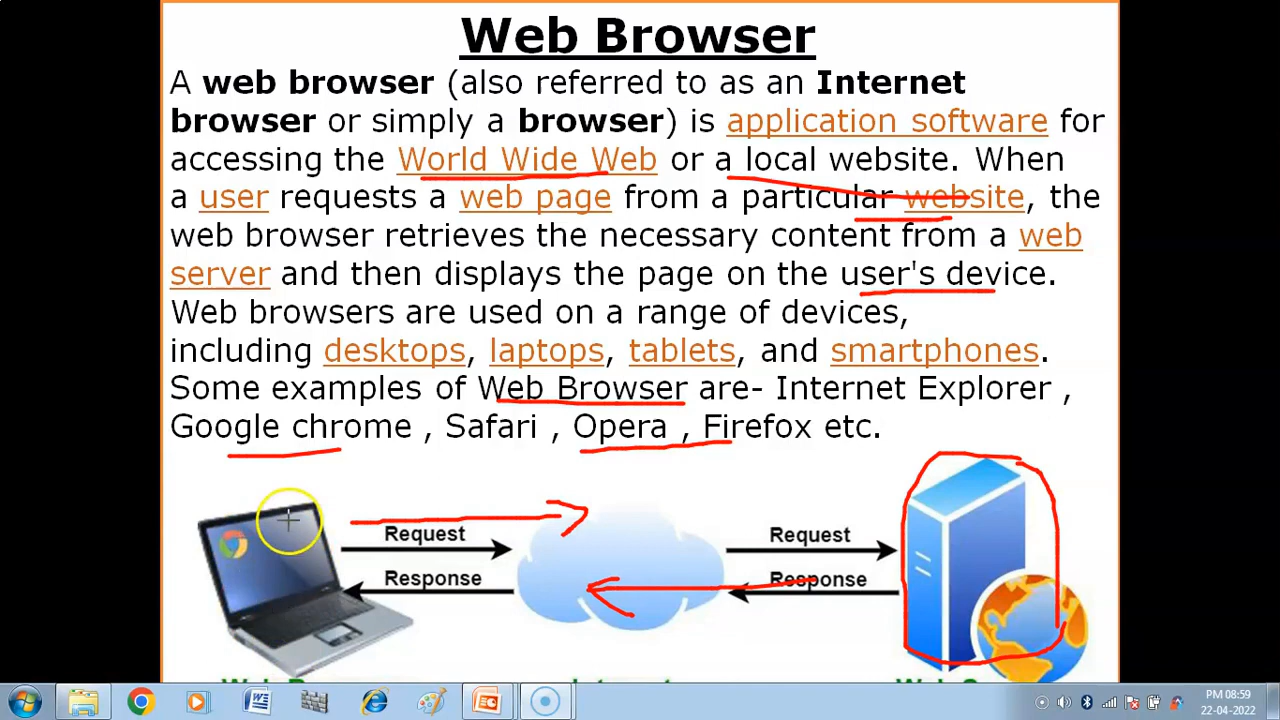 Web Browser
A web browser (also referred to as an Internet
browser or simply a browser) is application software for
accessing the World Wide Web or a local website. When
a user requests a web page from a particular website, the
web browser retrieves the necessary content from a web
server and then displays the page on the user's device.
Web browsers are used on a range of devices,
including desktops, laptops, tablets, and smartphones.
Some examples of Web Browser are- Internet Explorer ,
Google chrome , Safari , Opera , Firefox etc.
Request
Request
Response
Response
PM 08:59
22-04-2022